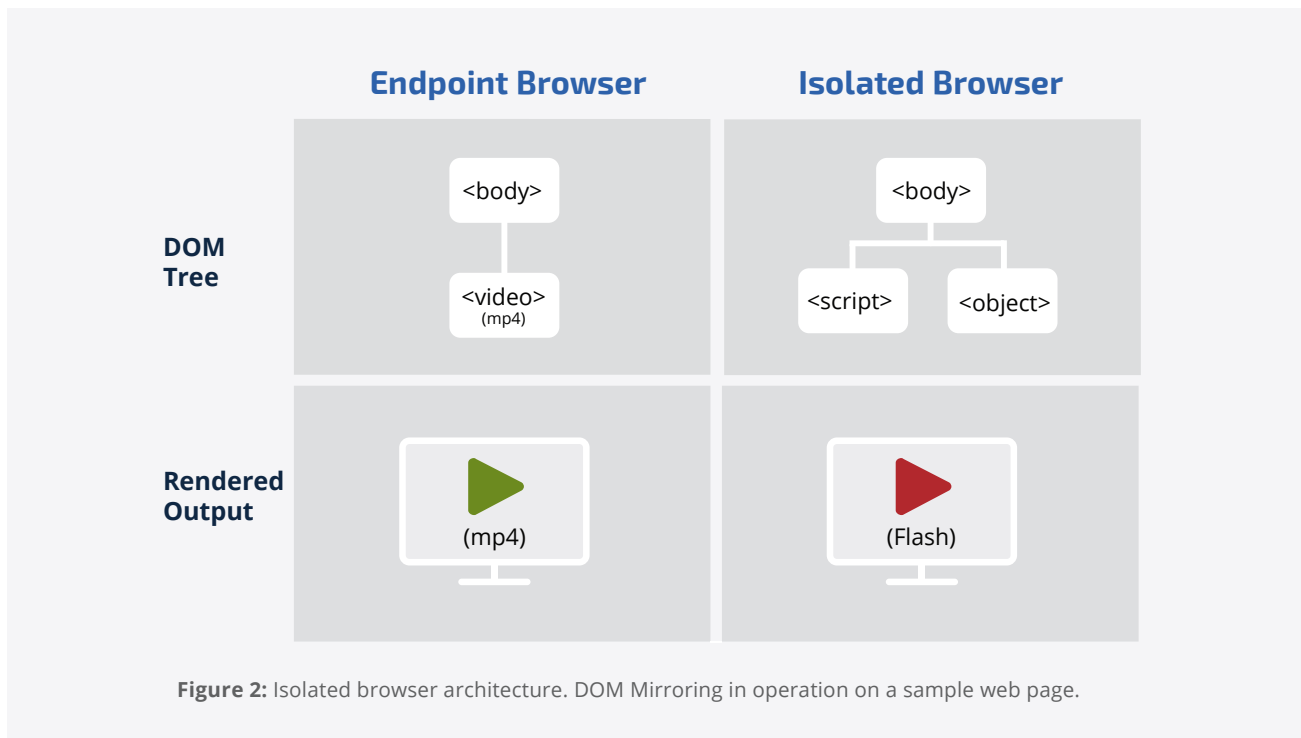 Endpoint Browser
Isolated Browser
DOM
Tree
<body>
<video>
(mp4)
<body>
<script>
<object>
Rendered
Output
(mp4)
(Flash)
Figure 2: Isolated browser architecture. DOM Mirroring in operation on a sample web page.